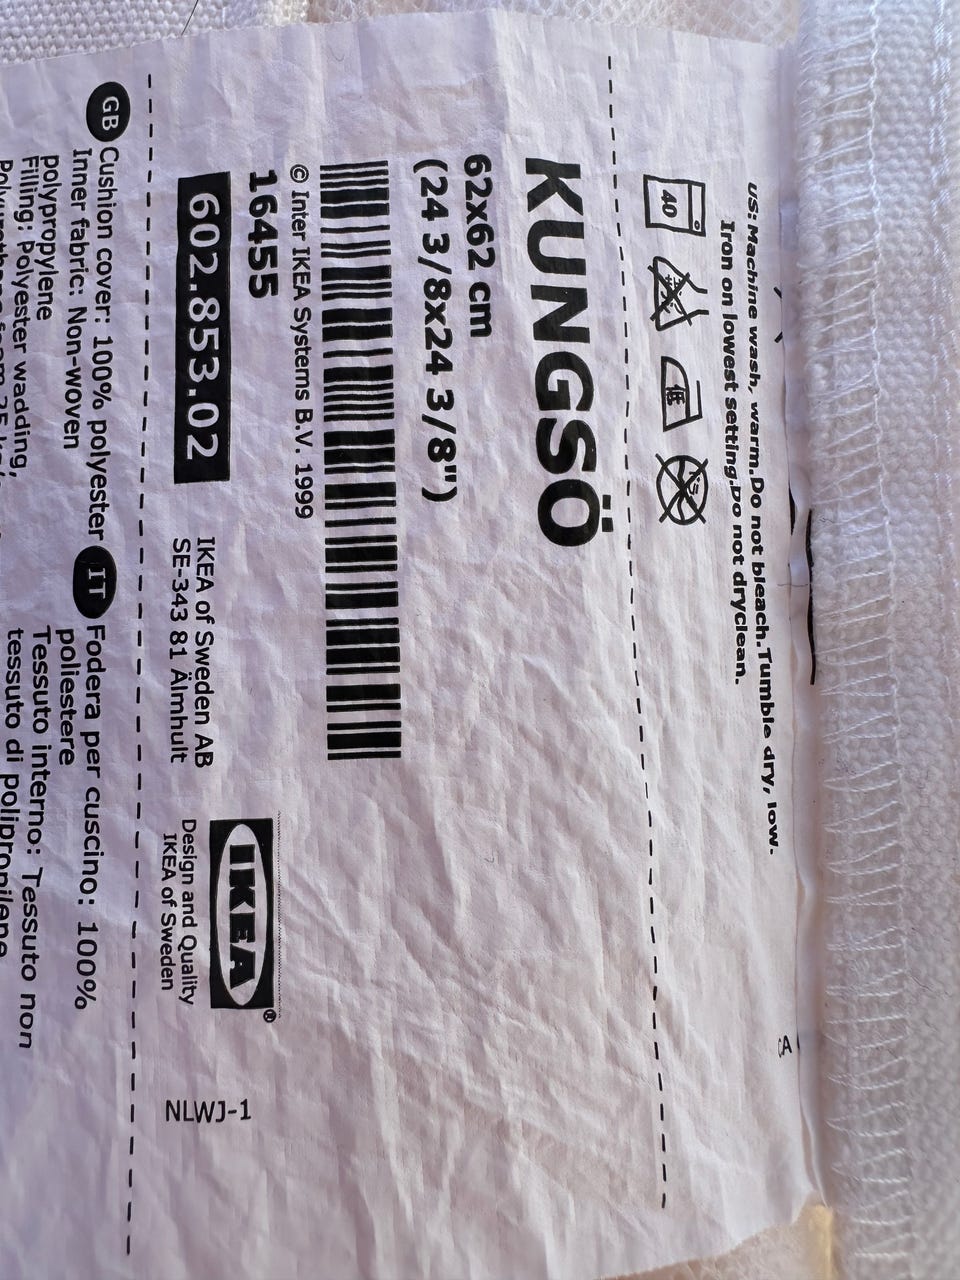 US: Machine wash, warm.Do not bleach.Tumble dry, low.
Iron on lowest setting.Do not dryclean.
40
KUNGSÖ
62x62 cm
(24 3/8x24 3/8")
© Inter IKEA Systems B.V. 1999
16455
602.853.02
IKEA of Sweden AB
SE-343 81 Älmhult
IKEA®
Design and Quality
IKEA of Sweden
NLWJ-1
GB Cushion cover: 100% polyester
Inner fabric: Non-woven
polypropylene
Filling: Polyester wadding,
IT Fodera per cuscino: 100%
poliestere
Tessuto interno: Tessuto non
tessuto di polipropilene